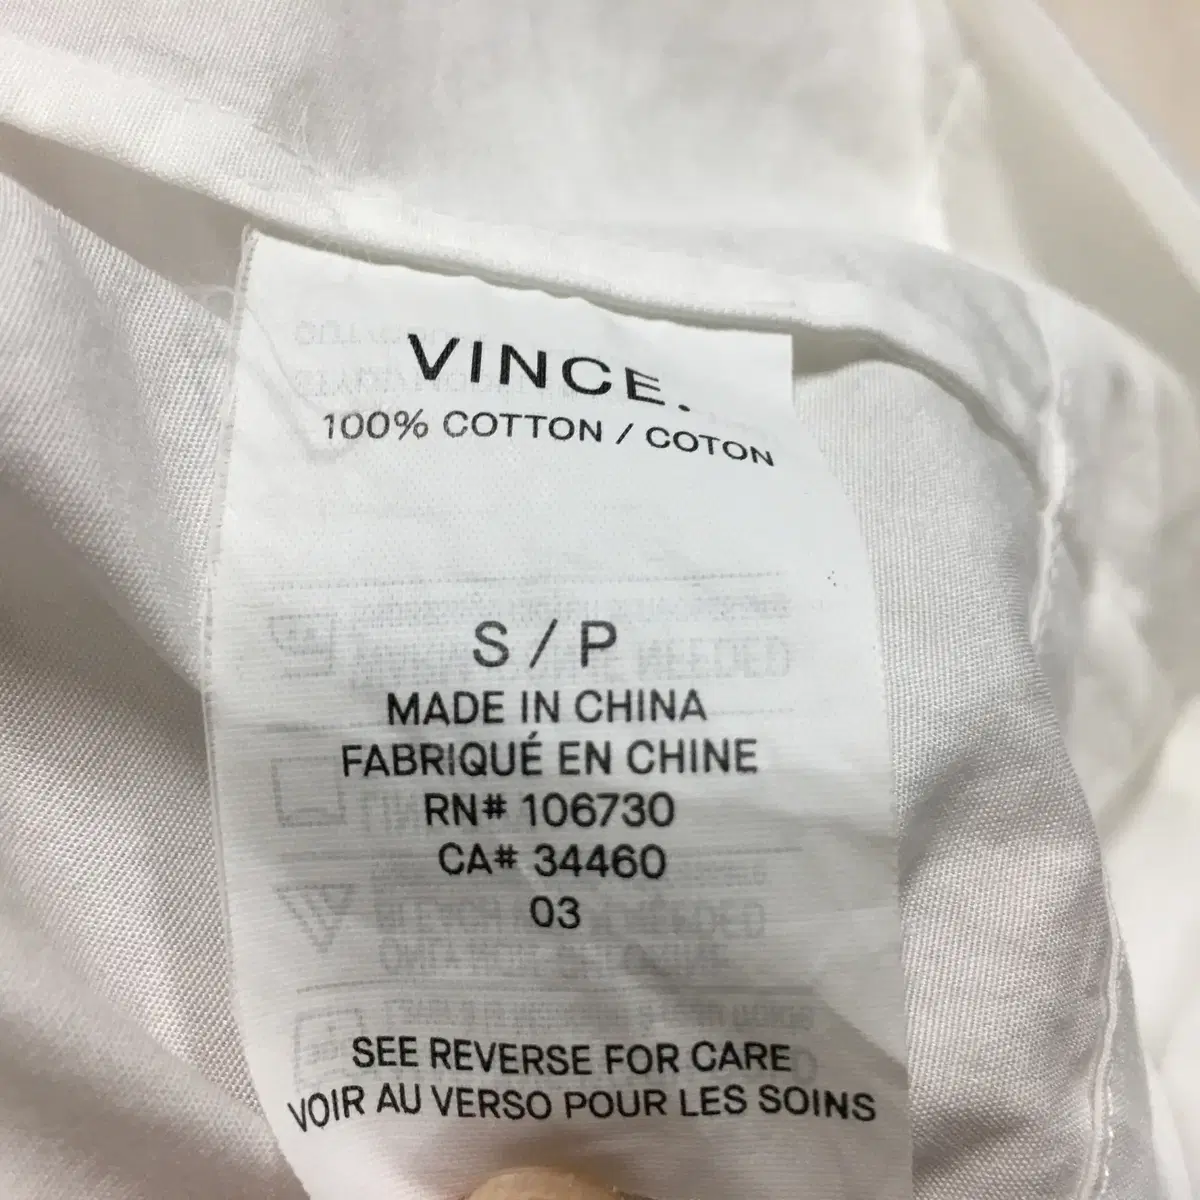 VINCE.
100% COTTON / COTON
S / P
MADE IN CHINA
FABRIQUÉ EN CHINE
RN# 106730
CA# 34460
03
SEE REVERSE FOR CARE
VOIR AU VERSO POUR LES SOINS